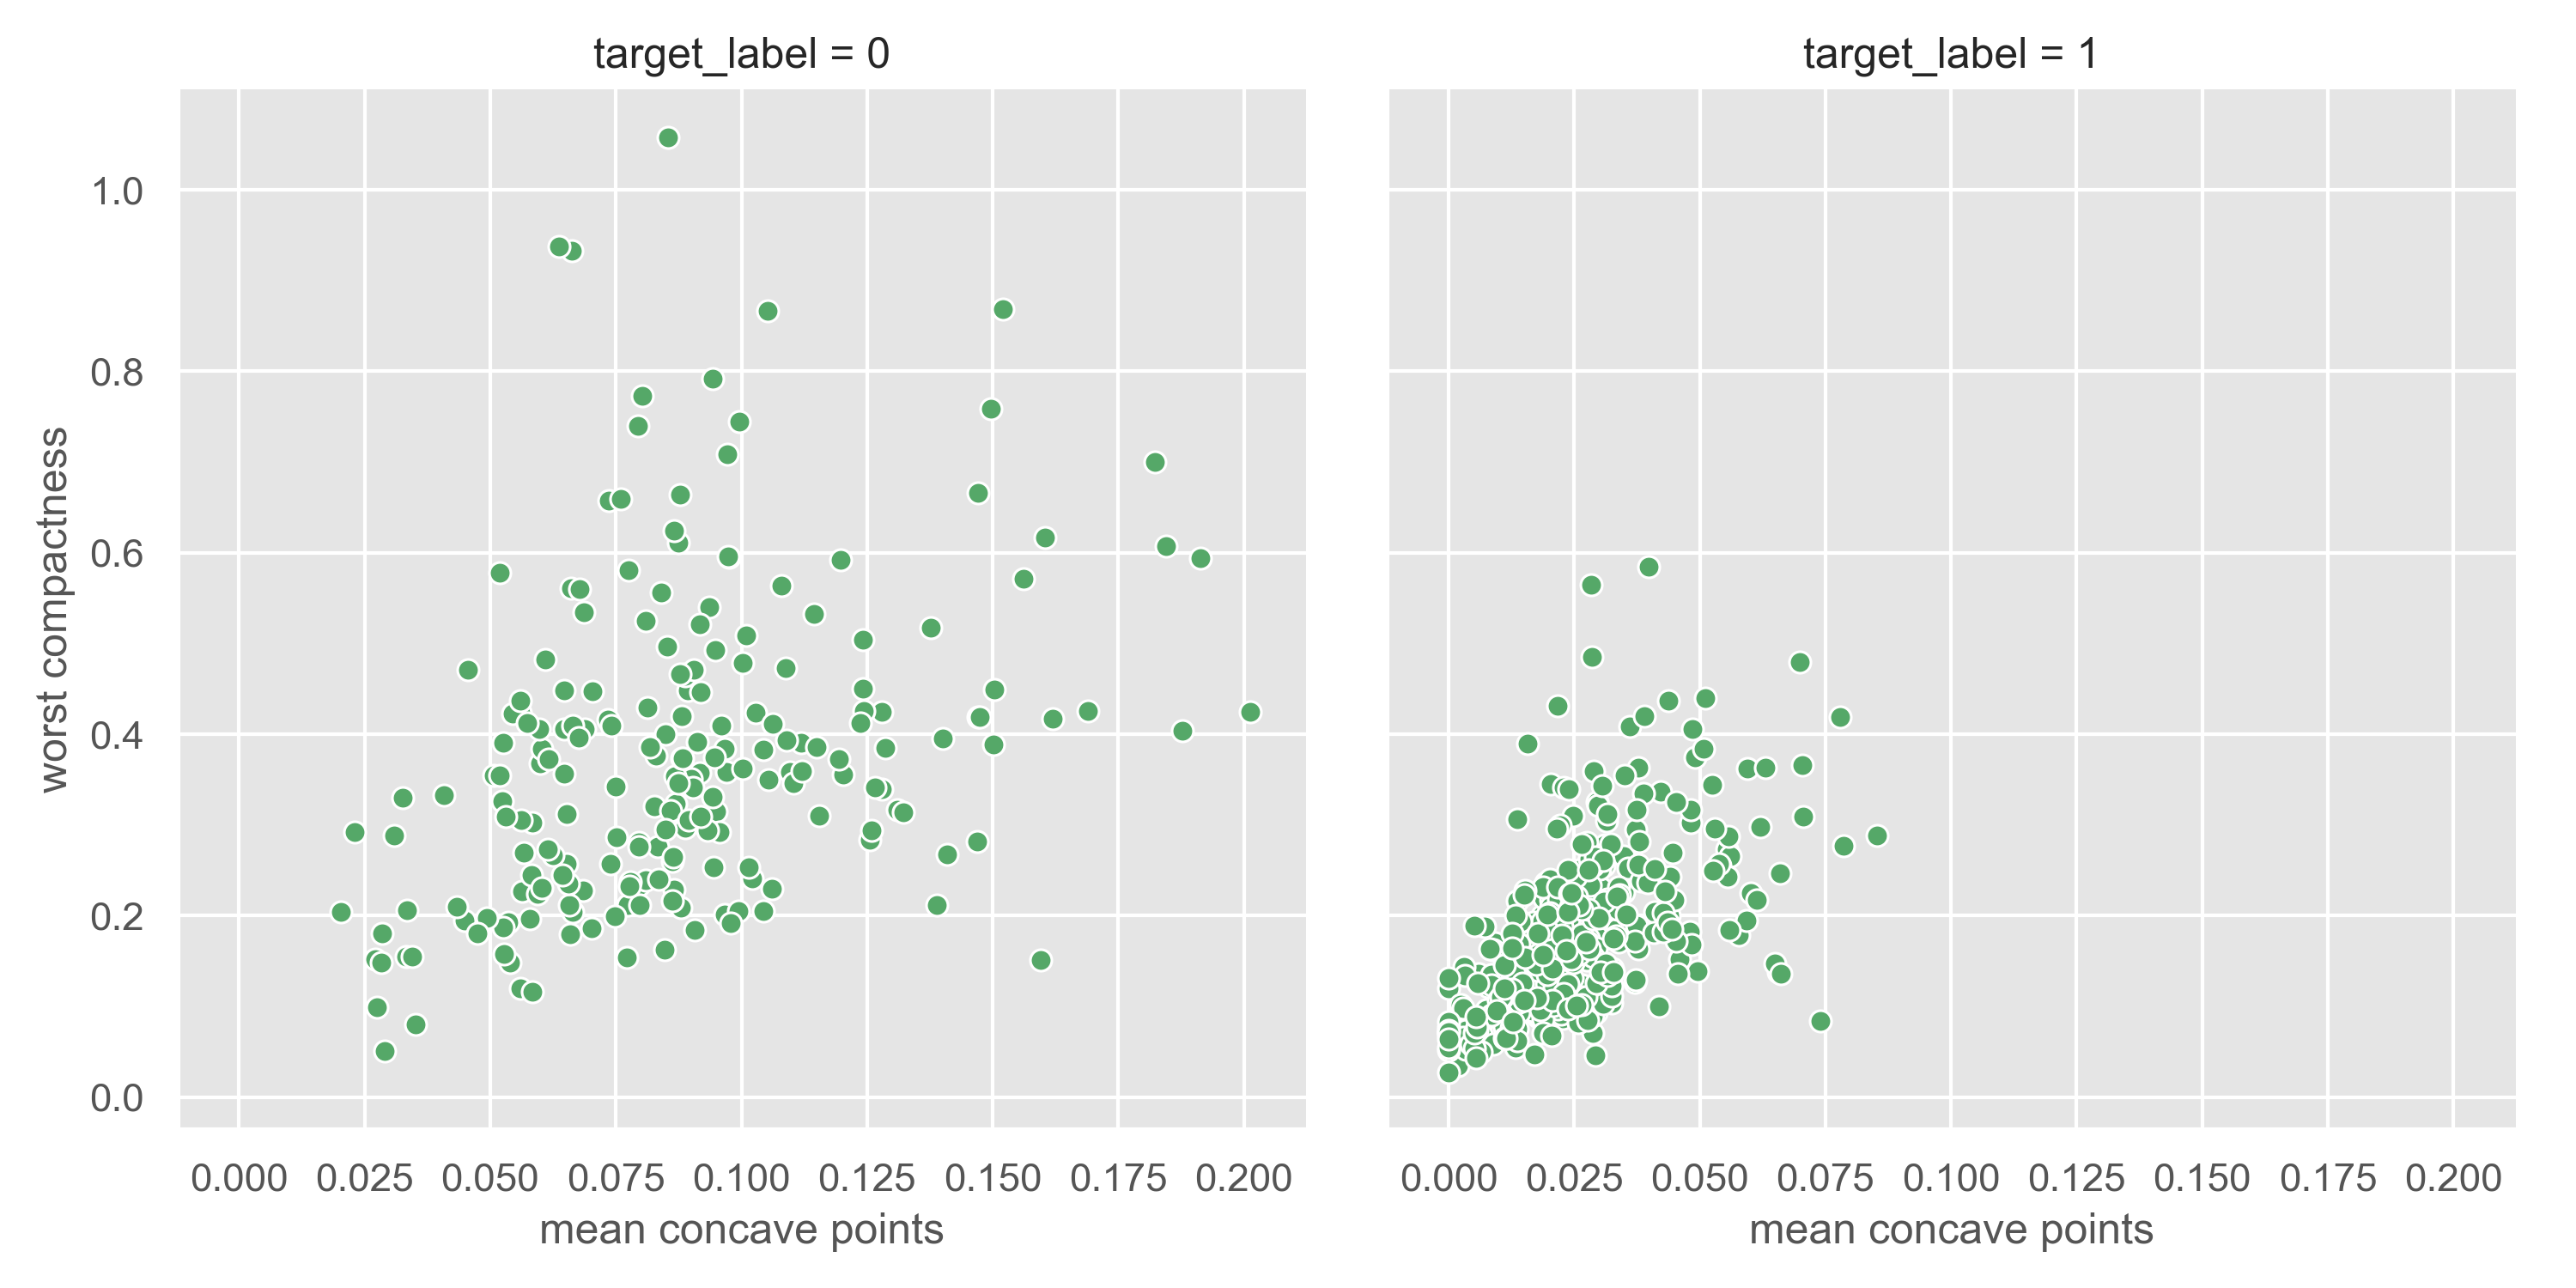 target_label = 0
target_label = 1
worst compactness
1.0
0.8
0.6
0.4
0.2
0.0
0.000 0.025 0.050 0.075 0.100 0.125 0.150 0.175 0.200
0.000 0.025 0.050 0.075 0.100 0.125 0.150 0.175 0.200
mean concave points
mean concave points